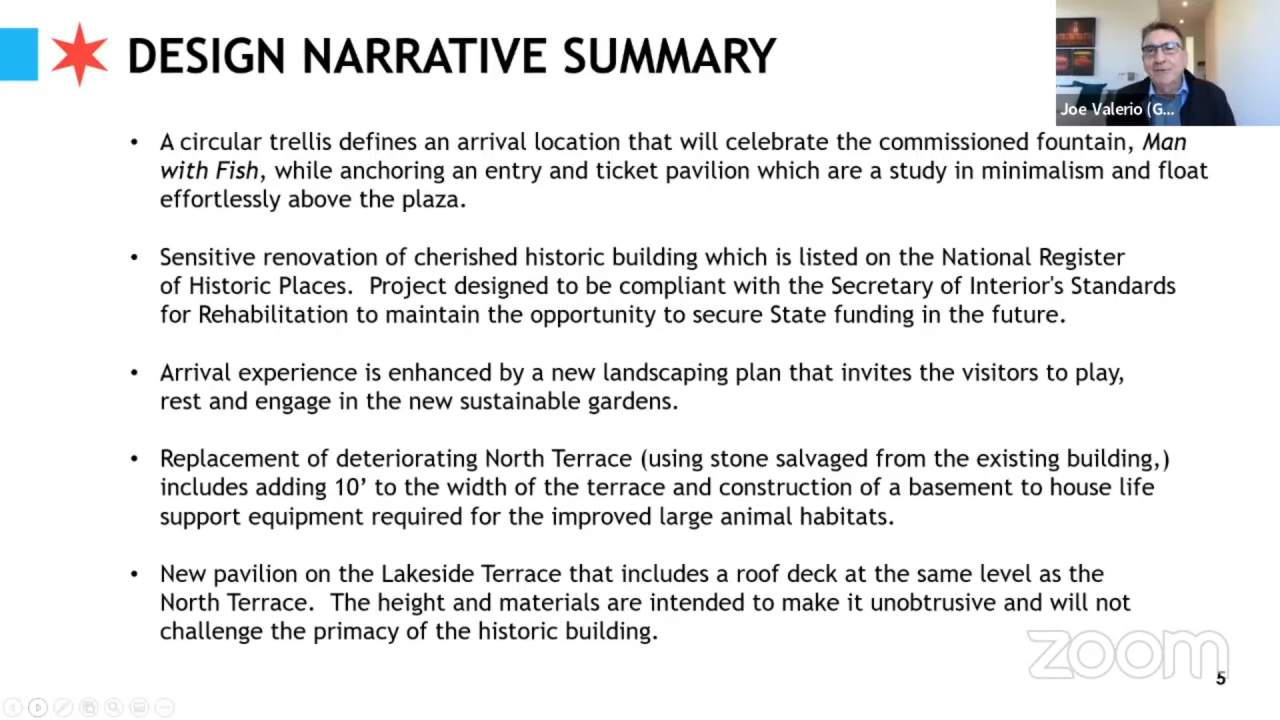 DESIGN NARRATIVE SUMMARY
Joe Valerio (G...
• A circular trellis defines an arrival location that will celebrate the commissioned fountain, Man
with Fish, while anchoring an entry and ticket pavilion which are a study in minimalism and float
effortlessly above the plaza.
• Sensitive renovation of cherished historic building which is listed on the National Register
of Historic Places.  Project designed to be compliant with the Secretary of Interior's Standards
for Rehabilitation to maintain the opportunity to secure State funding in the future.
• Arrival experience is enhanced by a new landscaping plan that invites the visitors to play,
rest and engage in the new sustainable gardens.
• Replacement of deteriorating North Terrace (using stone salvaged from the existing building,)
includes adding 10’ to the width of the terrace and construction of a basement to house life
support equipment required for the improved large animal habitats.
• New pavilion on the Lakeside Terrace that includes a roof deck at the same level as the
North Terrace.  The height and materials are intended to make it unobtrusive and will not
challenge the primacy of the historic building.
zoom
5